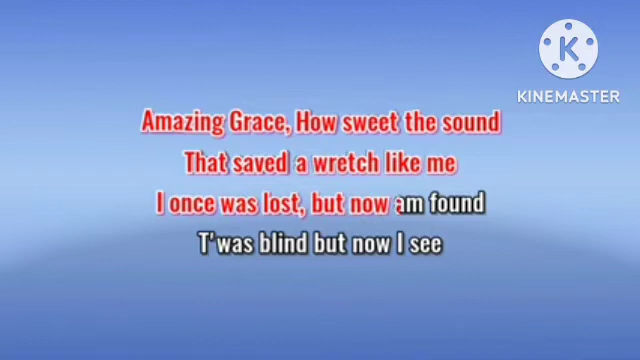 KINEMASTER
Amazing Grace, How sweet the sound
That saved a wretch like me
I once was lost, but now am found
T'was blind but now I see